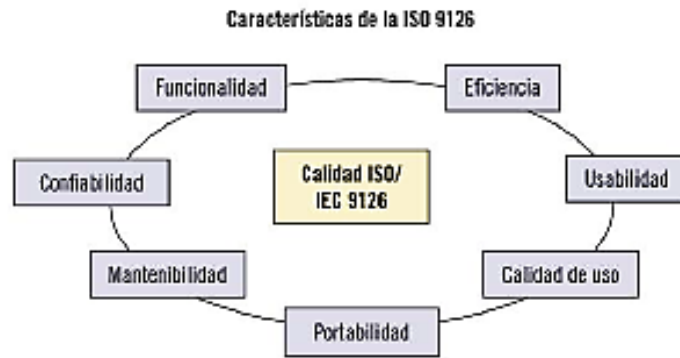 Características de la ISO 9126
Funcionalidad
Eficiencia
Confiabilidad
Calidad ISO/
IEC 9126
Usabilidad
Mantenibilidad
Calidad de uso
Portabilidad